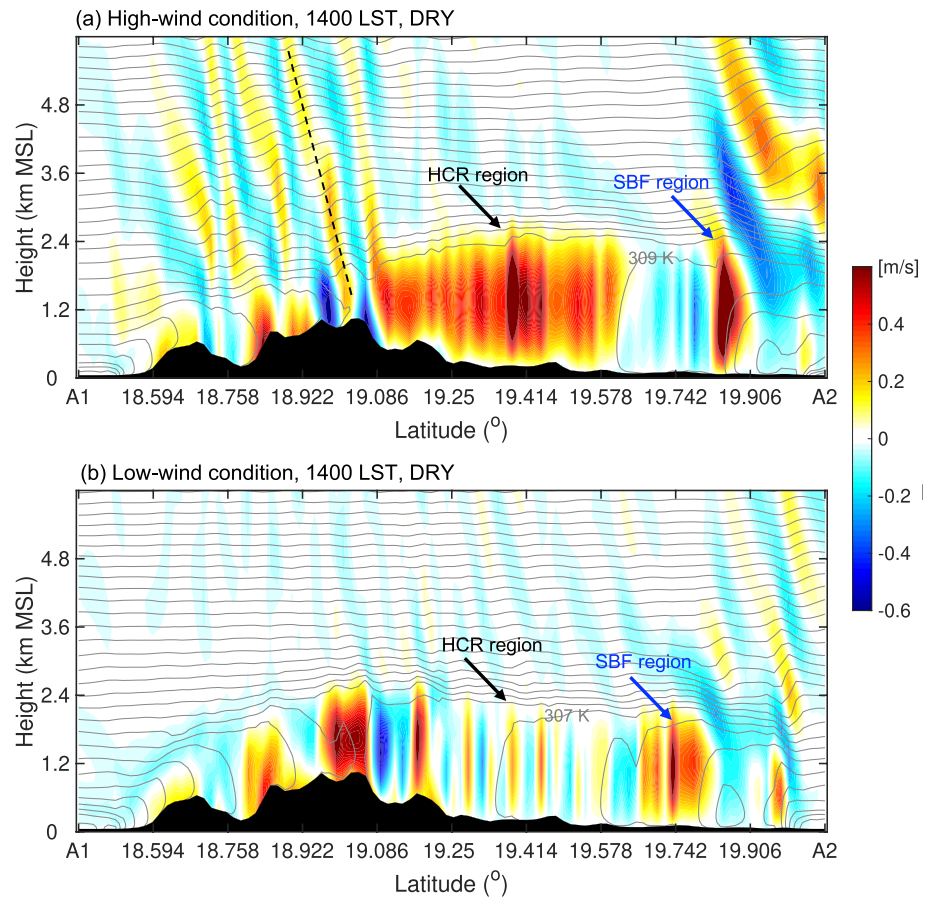 (a) High-wind condition, 1400 LST, DRY
Height (km MSL)
4.8
3.6
2.4
1.2
0
HCR region
SBF region
309 K
A1 18.594 18.758 18.922 19.086 19.25 19.414 19.578 19.742 19.906 A2
Latitude (o)
[m/s]
0.4
0.2
0
-0.2
-0.4
-0.6
(b) Low-wind condition, 1400 LST, DRY
Height (km MSL)
4.8
3.6
2.4
1.2
0
HCR region
SBF region
307 K
A1 18.594 18.758 18.922 19.086 19.25 19.414 19.578 19.742 19.906 A2
Latitude (o)